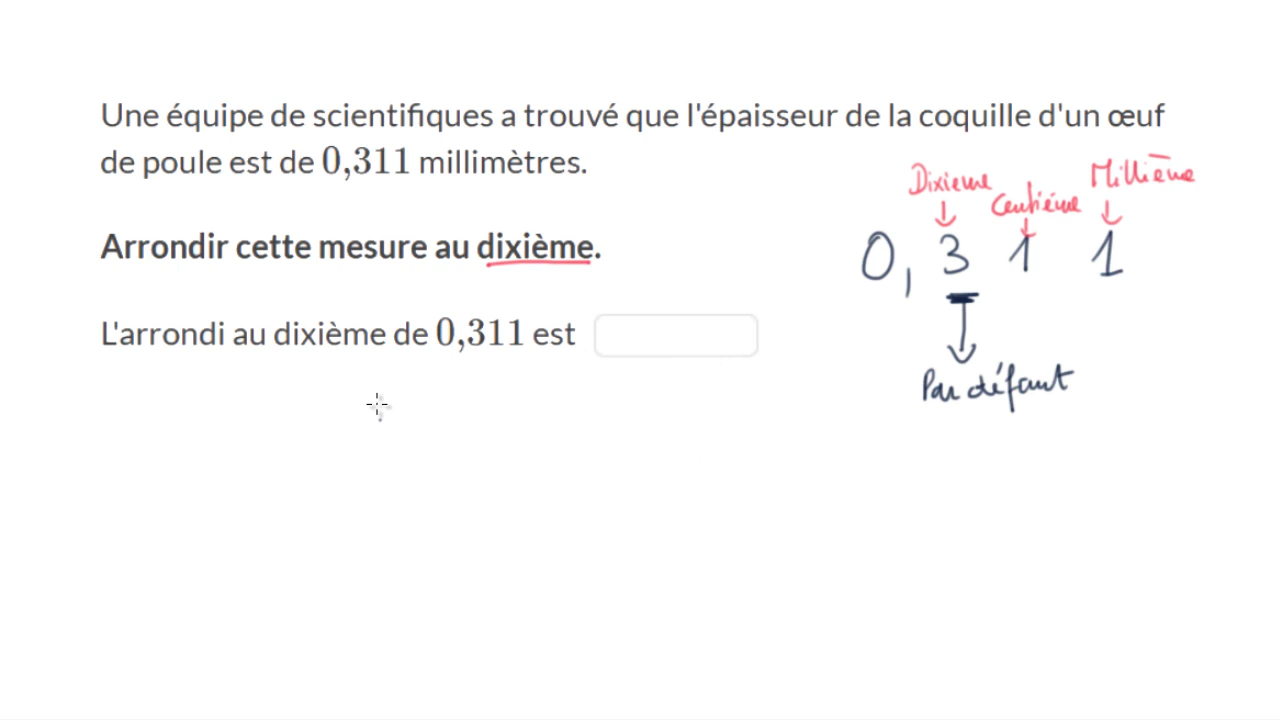 Une équipe de scientifiques a trouvé que l'épaisseur de la coquille d'un œuf
de poule est de 0,311 millimètres.
Arrondir cette mesure au dixième.
L'arrondi au dixième de 0,311 est
Dixième
Centième
Millième
0, 3 1 1
Par défaut